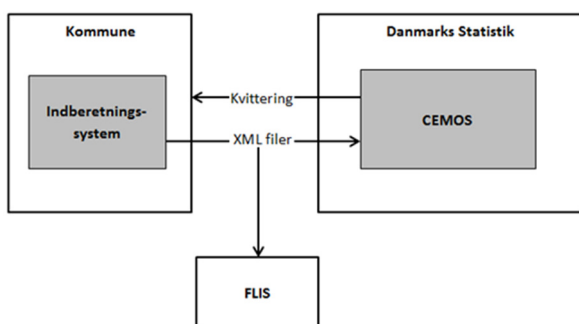 Kommune
Danmarks Statistik
Indberetnings-
system
Kvittering
CEMOS
XML filer
FLIS